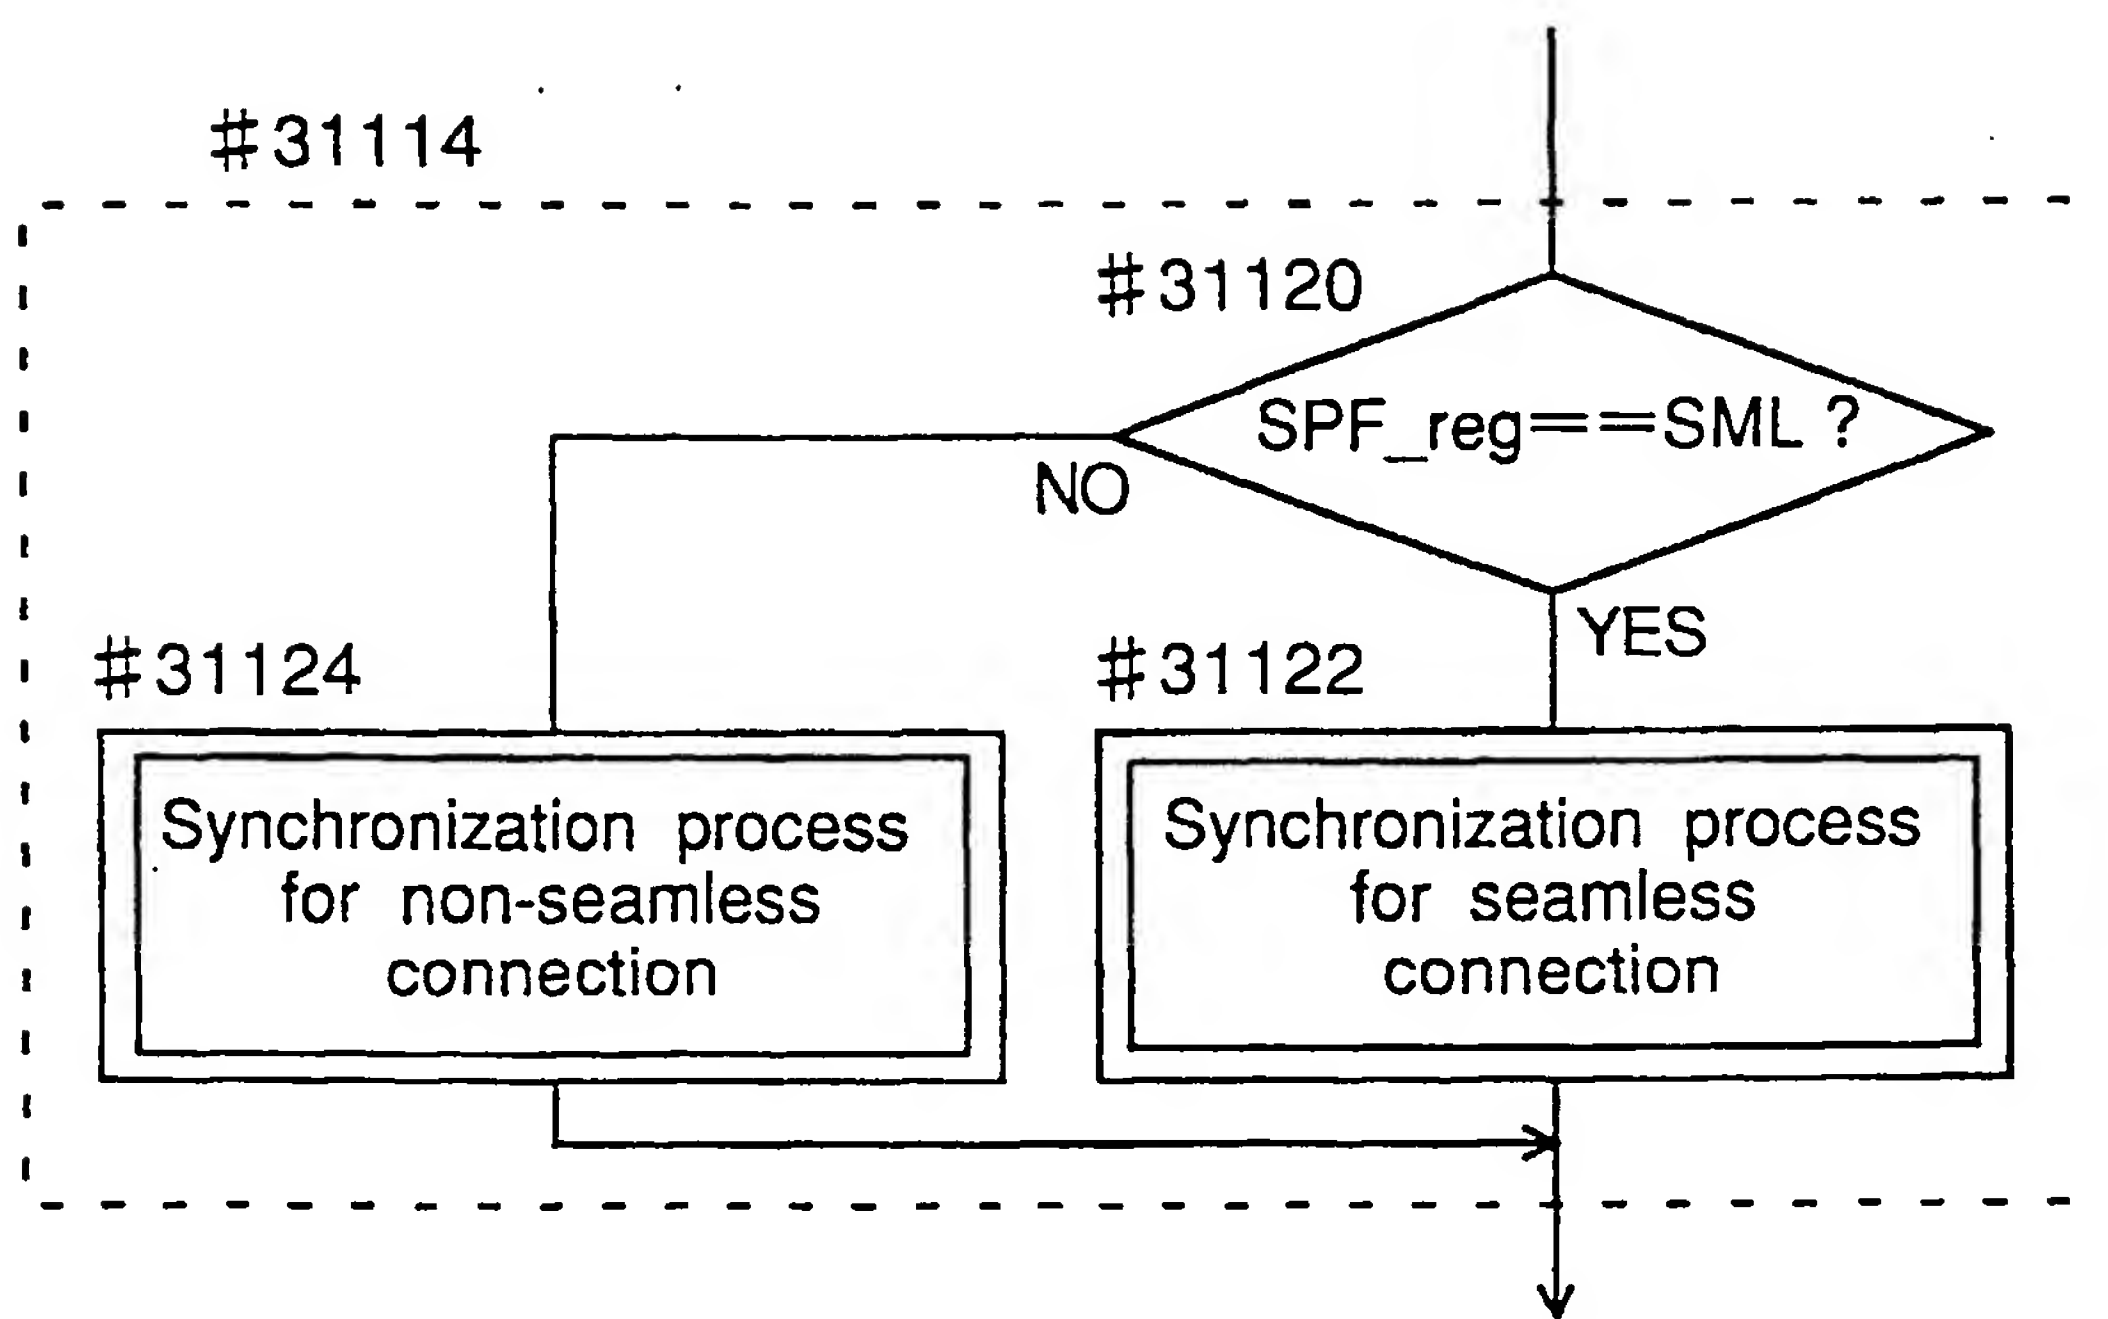 #31114
#31120
SPF_reg==SML ?
NO
YES
#31124
#31122
Synchronization process
for non-seamless
connection
Synchronization process
for seamless
connection